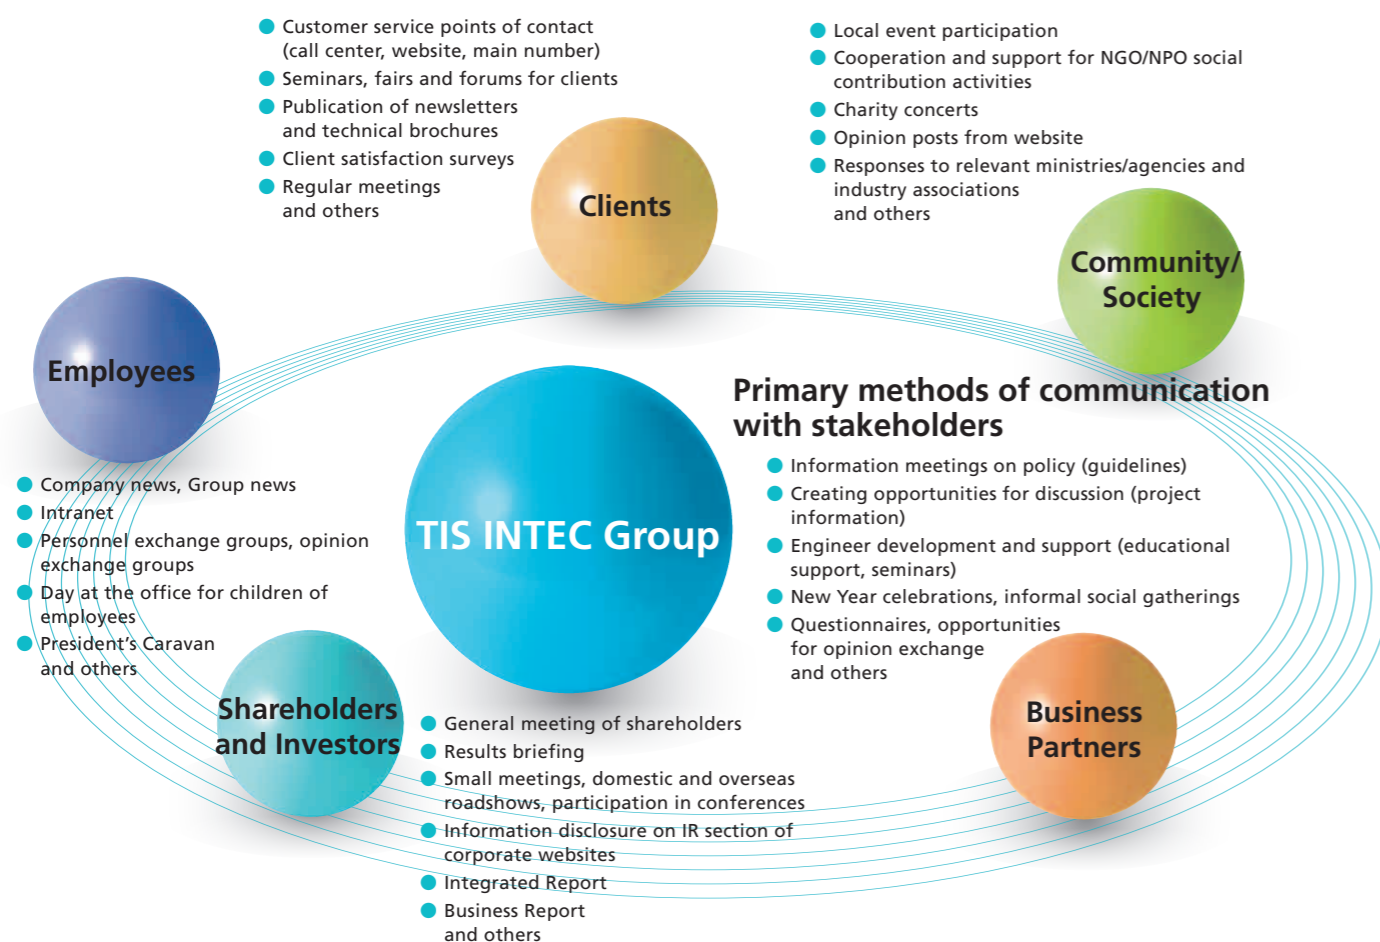 ● Customer service points of contact
(call center, website, main number)
● Seminars, fairs and forums for clients
● Publication of newsletters
and technical brochures
● Client satisfaction surveys
● Regular meetings
and others
Clients
● Local event participation
● Cooperation and support for NGO/NPO social
contribution activities
● Charity concerts
● Opinion posts from website
● Responses to relevant ministries/agencies and
industry associations
and others
Community/
Society
Employees
● Company news, Group news
● Intranet
● Personnel exchange groups, opinion
exchange groups
● Day at the office for children of
employees
● President’s Caravan
and others
TIS INTEC Group
Primary methods of communication
with stakeholders
● Information meetings on policy (guidelines)
● Creating opportunities for discussion (project
information)
● Engineer development and support (educational
support, seminars)
● New Year celebrations, informal social gatherings
● Questionnaires, opportunities
for opinion exchange
and others
Business
Partners
Shareholders
and Investors
● General meeting of shareholders
● Results briefing
● Small meetings, domestic and overseas
roadshows, participation in conferences
● Information disclosure on IR section of
corporate websites
● Integrated Report
● Business Report
and others